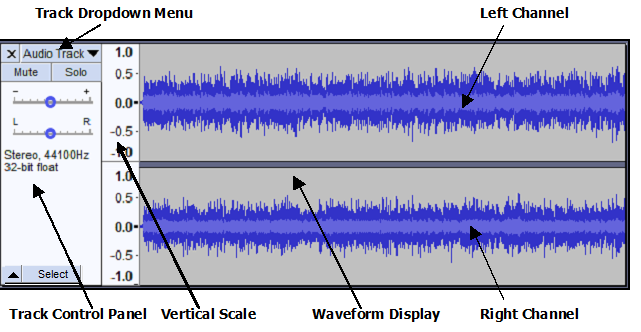 Track Dropdown Menu
Left Channel
X Audio Track
Mute Solo
- +
L R
Stereo, 44100Hz
32-bit float
Select
1.0
0.5
0.0
-0.5
-1.0
1.0
0.5
0.0
-0.5
-1.0
Track Control Panel
Vertical Scale
Waveform Display
Right Channel